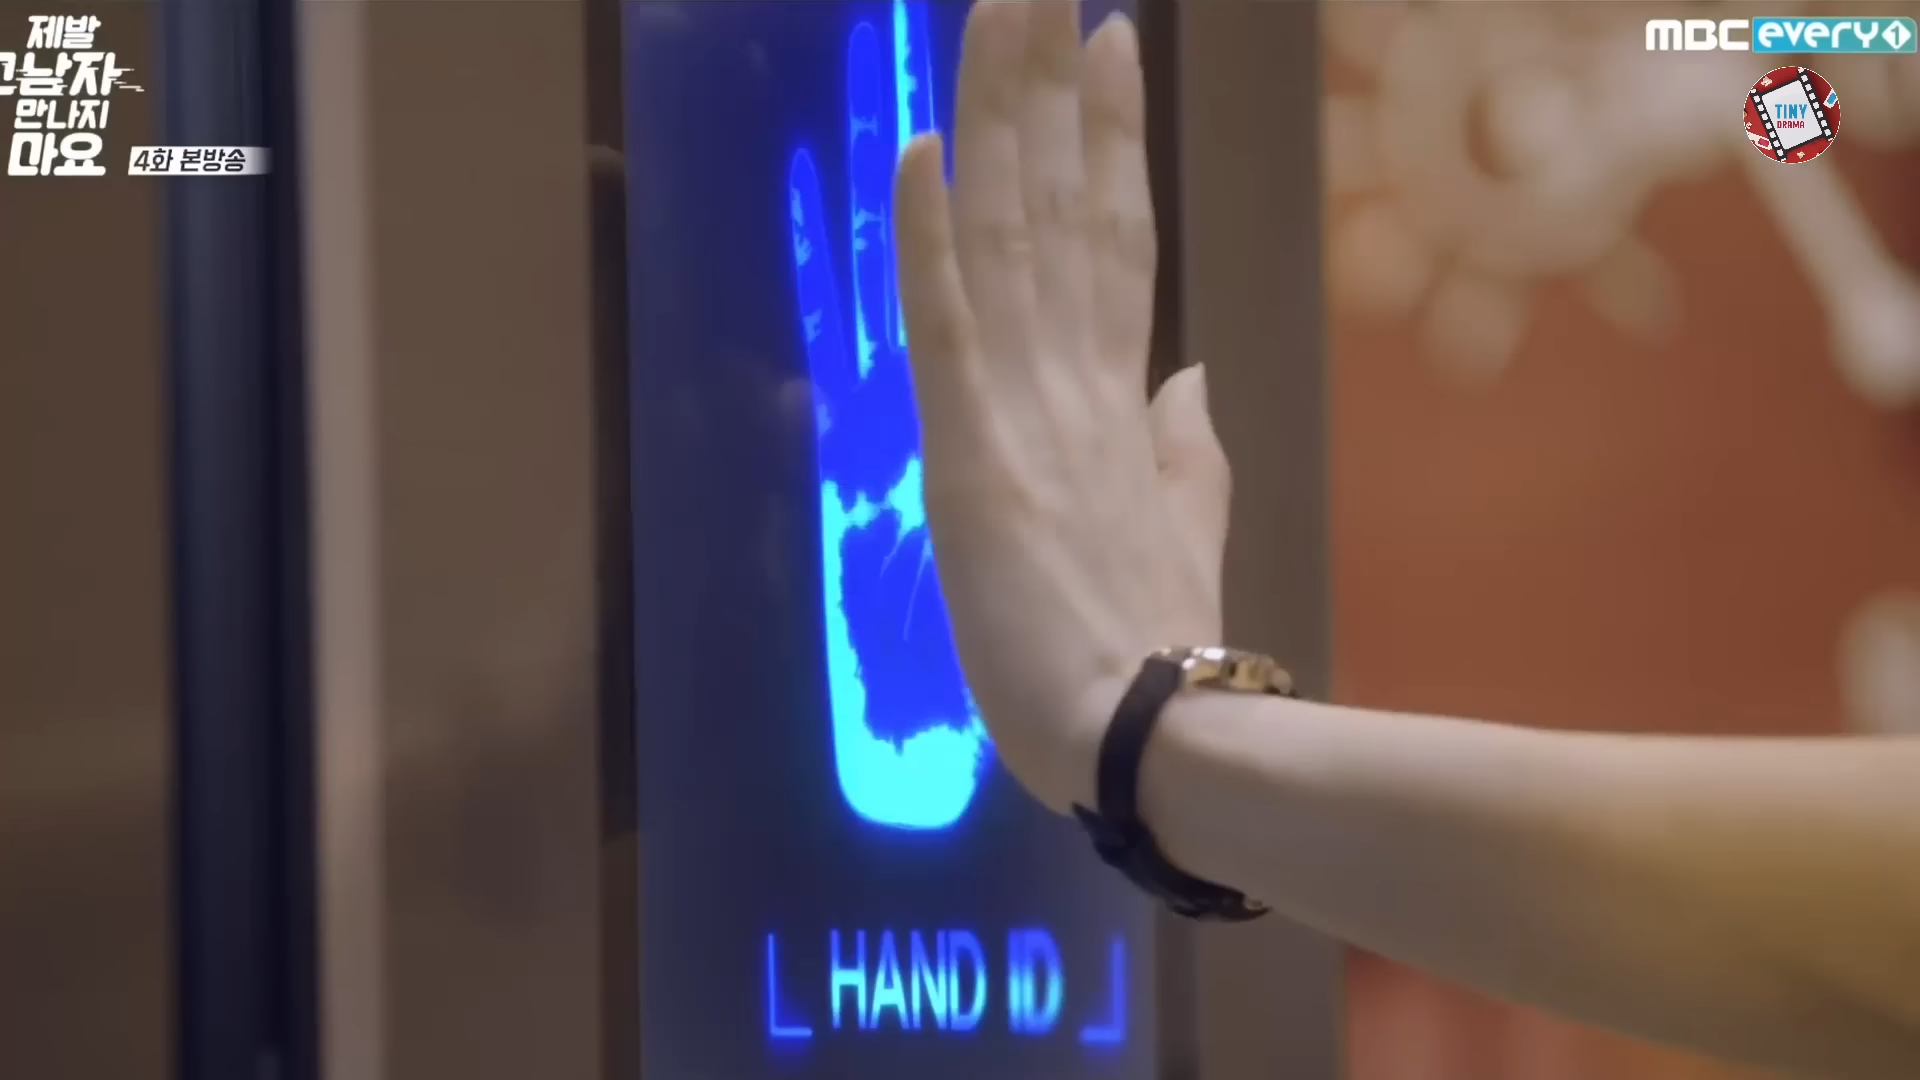 제발
그남자
만나지
마요
4화 본방송
MBC every1
TINY
DRAMA
HAND ID